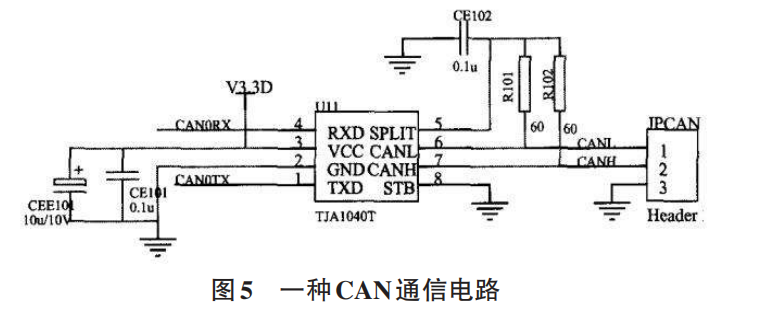 CE102
0.1u
R101
R102
60
60
V3.3D
U11
CAN0RX
4
3
2
1
RXD SPLIT
VCC CANL
GND CANH
TXD STB
5
6
7
8
TJA1040T
CAN0TX
CEE101
10u/10V
CE101
0.1u
CANL
CANH
JPCAN
1
2
3
Header
图5 一种CAN通信电路